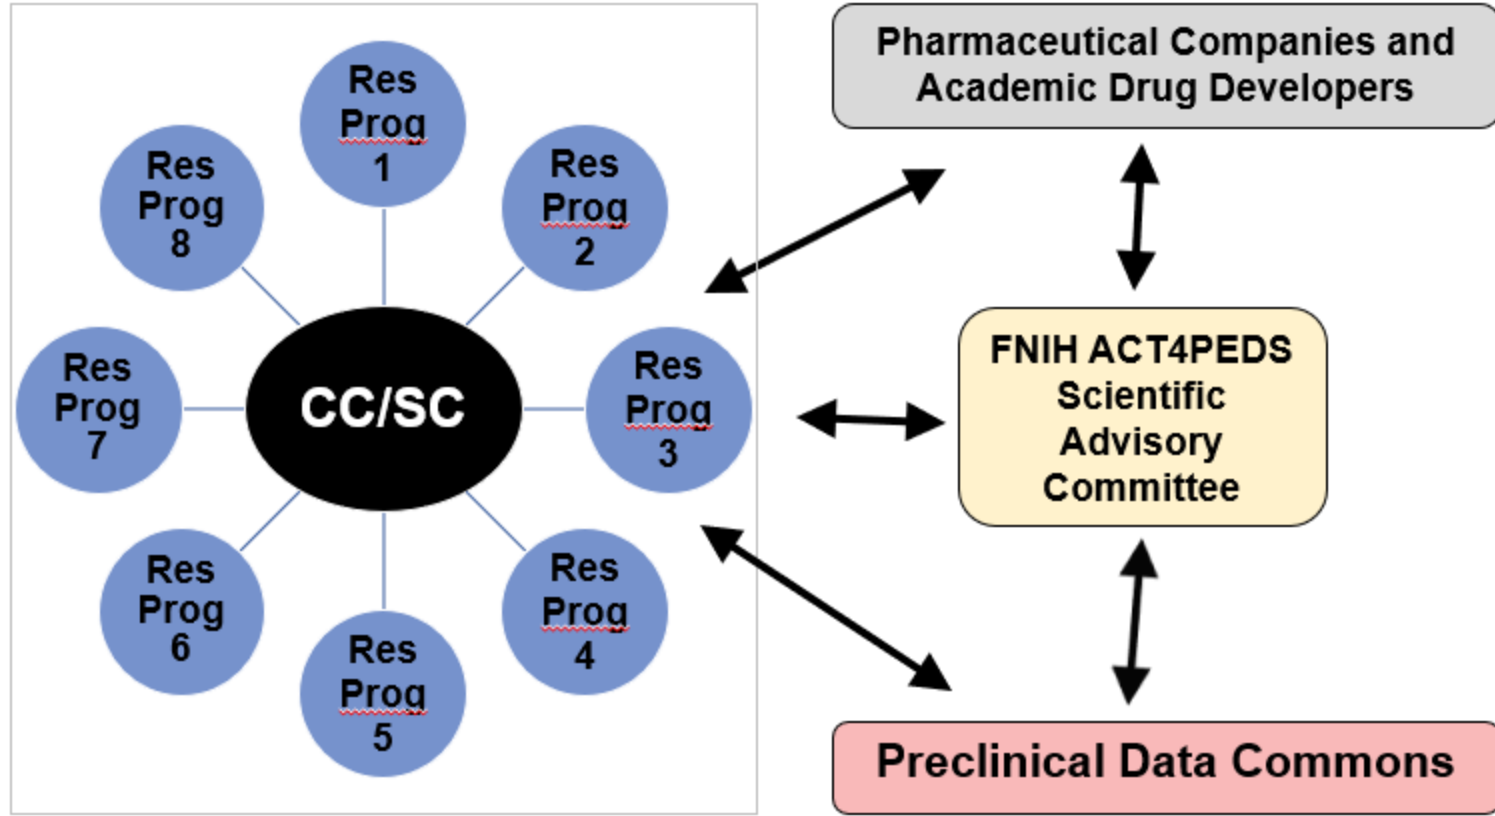 Res
Prog
1
Res
Prog
2
Res
Prog
3
Res
Prog
4
Res
Prog
5
Res
Prog
6
Res
Prog
7
Res
Prog
8
CC/SC
Pharmaceutical Companies and
Academic Drug Developers
FNIH ACT4PEDS
Scientific
Advisory
Committee
Preclinical Data Commons